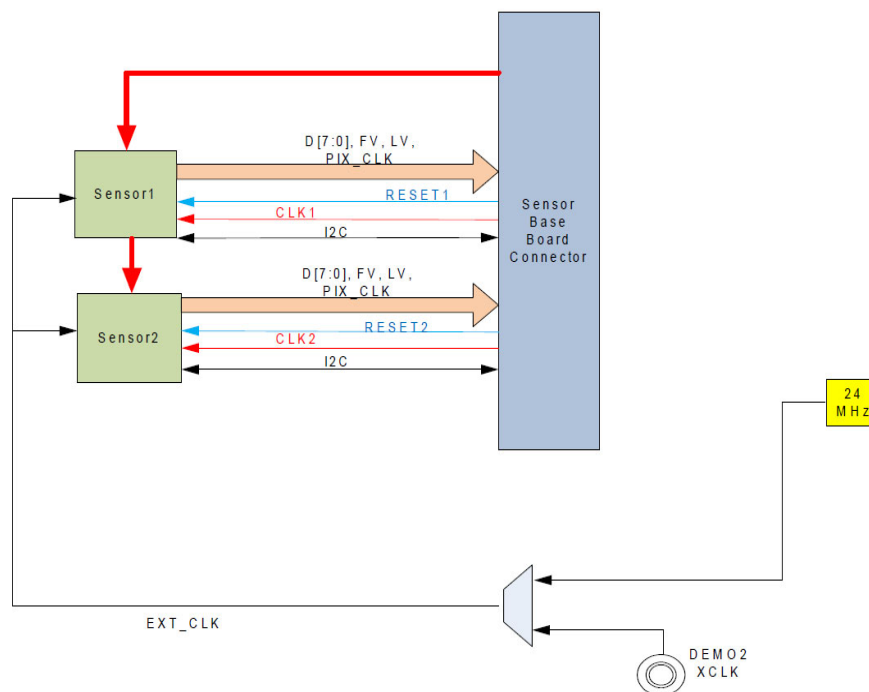 D[7:0], FV, LV,
PIX_CLK
Sensor1
RESET1
CLK1
I2C
Sensor
Base
Board
Connector
D[7:0], FV, LV,
PIX_CLK
Sensor2
RESET2
CLK2
I2C
24
MHz
EXT_CLK
DEMO2
XCLK